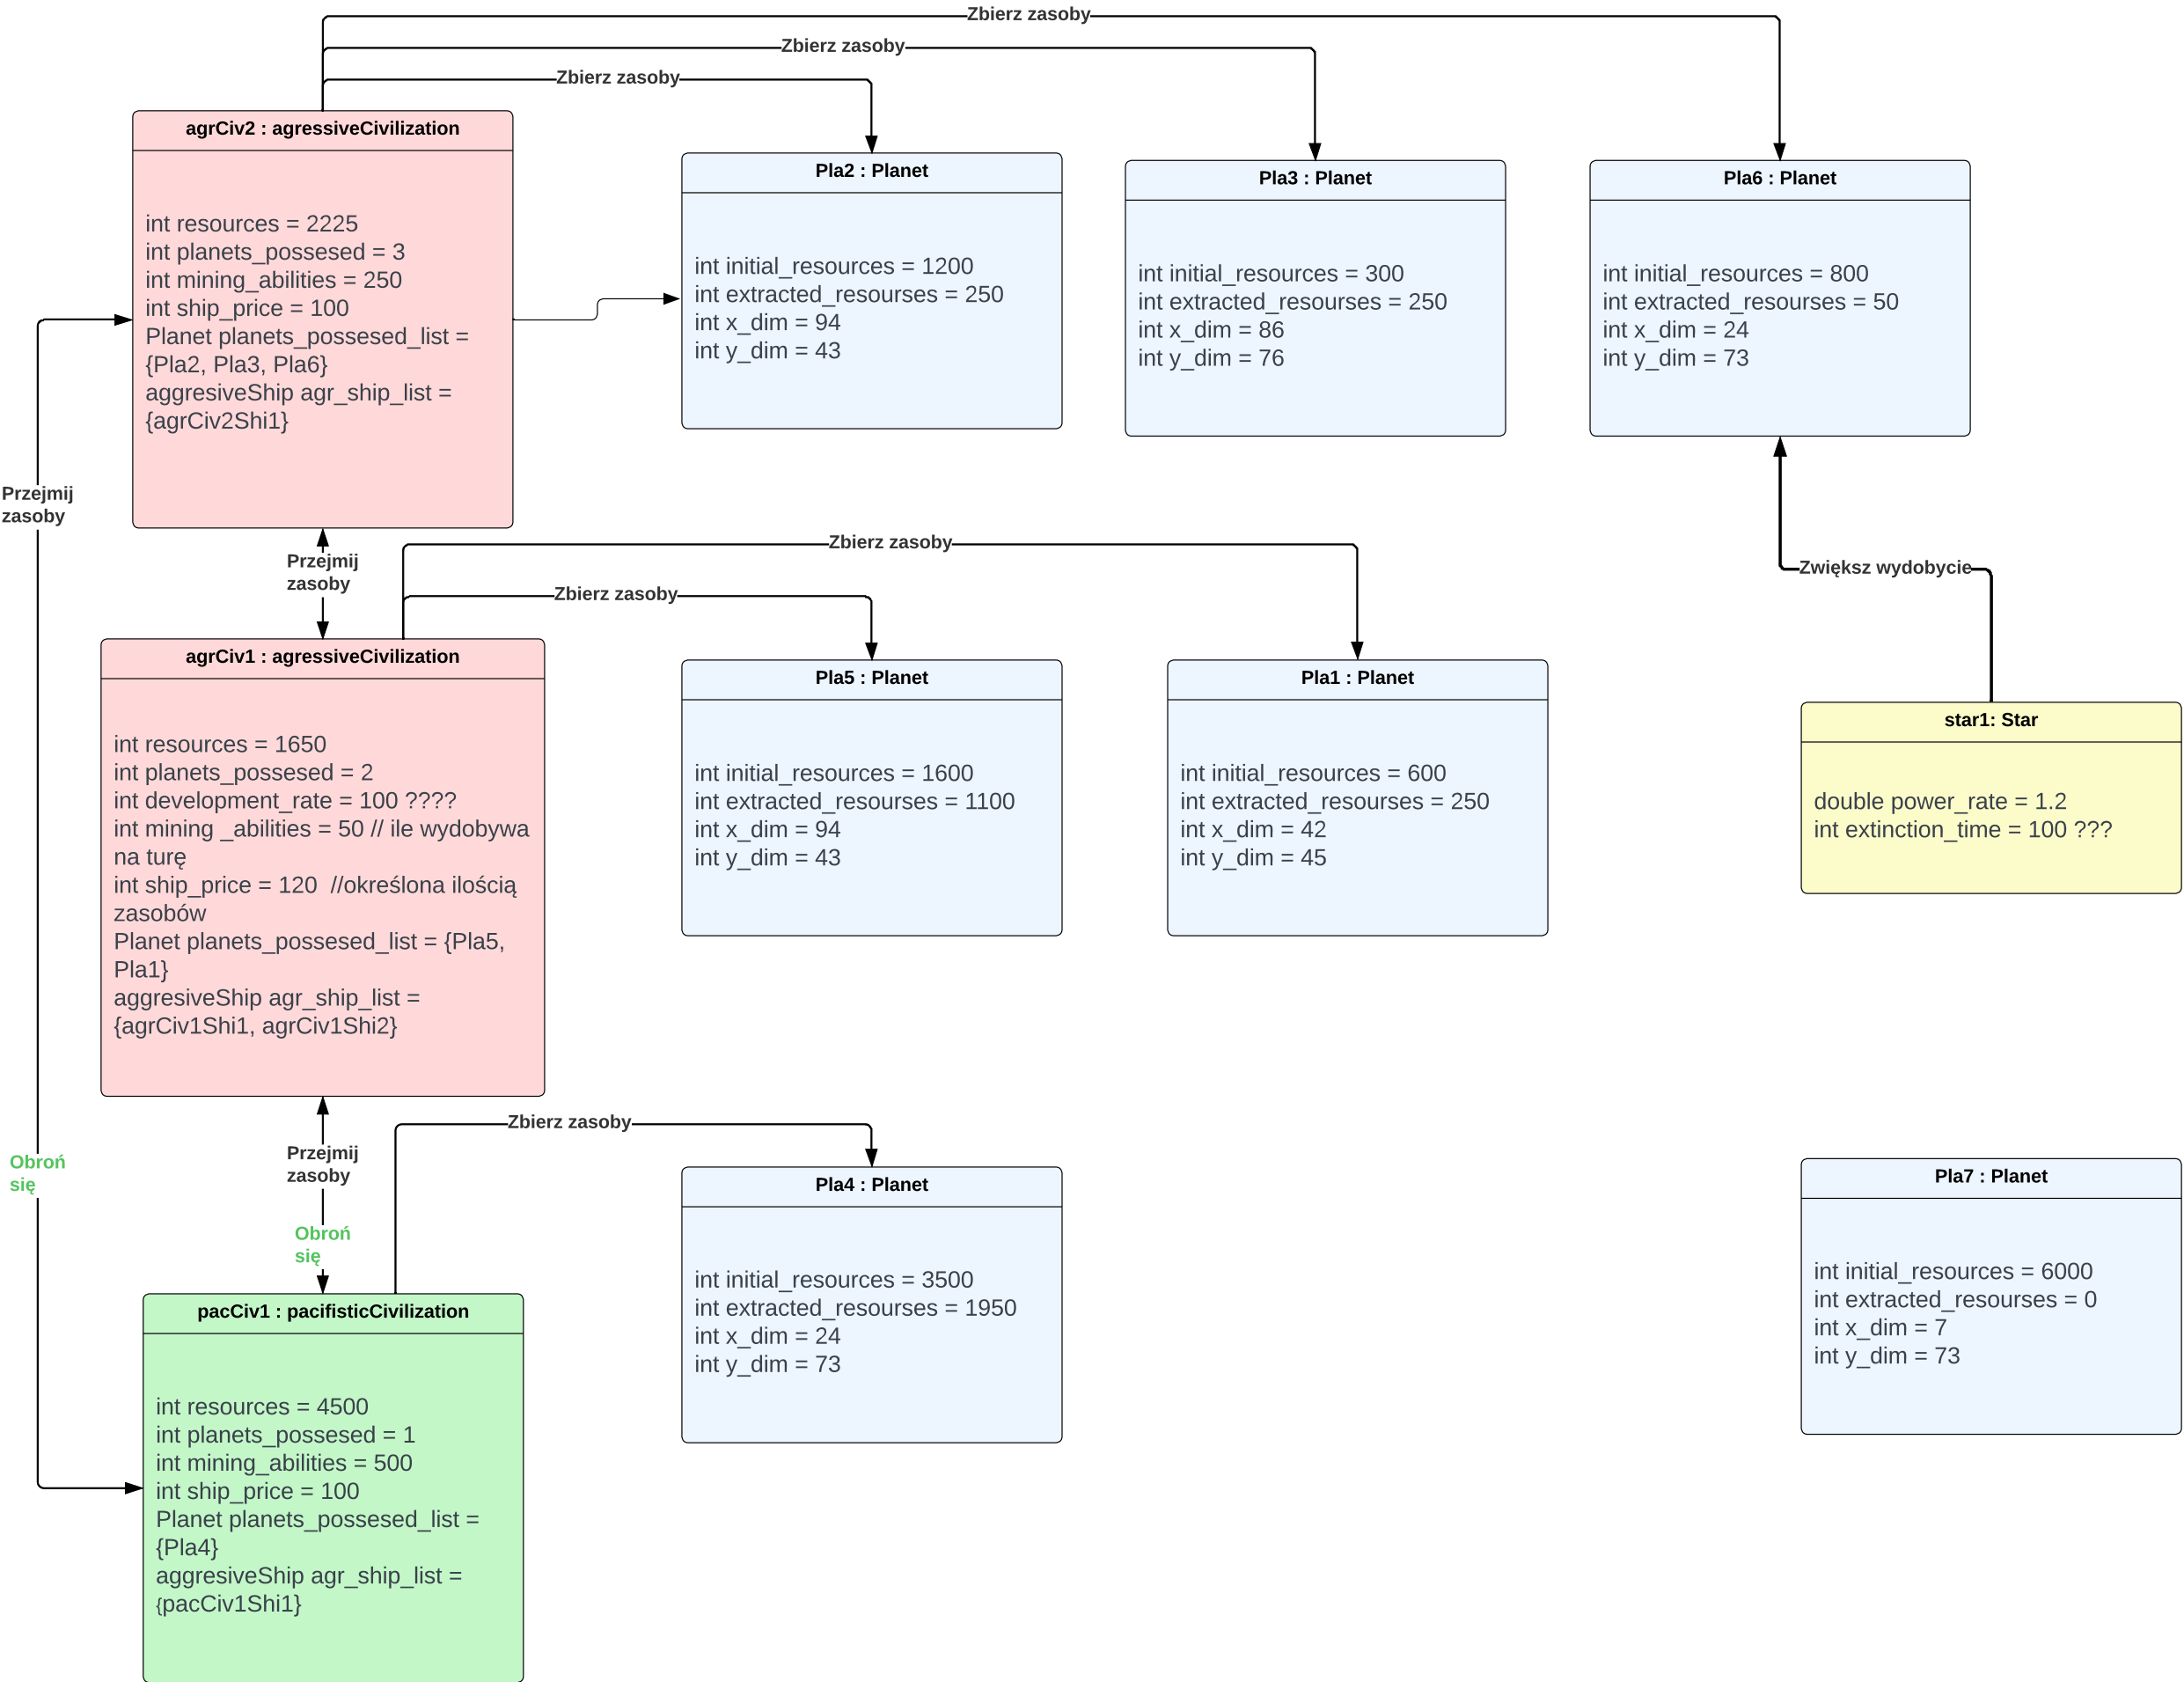 Zbierz zasoby
Zbierz zasoby
Zbierz zasoby
agrCiv2 : agressiveCivilization
int resources = 2225
int planets_possesed = 3
int mining_abilities = 250
int ship_price = 100
Planet planets_possesed_list =
{Pla2, Pla3, Pla6}
aggresiveShip agr_ship_list =
{agrCiv2Shi1}
Pla2 : Planet
int initial_resources = 1200
int extracted_resourses = 250
int x_dim = 94
int y_dim = 43
Pla3 : Planet
int initial_resources = 300
int extracted_resourses = 250
int x_dim = 86
int y_dim = 76
Pla6 : Planet
int initial_resources = 800
int extracted_resourses = 50
int x_dim = 24
int y_dim = 73
Przejmij
zasoby
Przejmij
zasoby
Zbierz zasoby
Zbierz zasoby
Zwiększ wydobycie
agrCiv1 : agressiveCivilization
int resources = 1650
int planets_possesed = 2
int development_rate = 100 ????
int mining _abilities = 50 // ile wydobywa
na turę
int ship_price = 120  //określona ilością
zasobów
Planet planets_possesed_list = {Pla5,
Pla1}
aggresiveShip agr_ship_list =
{agrCiv1Shi1, agrCiv1Shi2}
Pla5 : Planet
int initial_resources = 1600
int extracted_resourses = 1100
int x_dim = 94
int y_dim = 43
Pla1 : Planet
int initial_resources = 600
int extracted_resourses = 250
int x_dim = 42
int y_dim = 45
star1: Star
double power_rate = 1.2
int extinction_time = 100 ???
Obroń
się
Przejmij
zasoby
Obroń
się
Zbierz zasoby
pacCiv1 : pacifisticCivilization
int resources = 4500
int planets_possesed = 1
int mining_abilities = 500
int ship_price = 100
Planet planets_possesed_list =
{Pla4}
aggresiveShip agr_ship_list =
{pacCiv1Shi1}
Pla4 : Planet
int initial_resources = 3500
int extracted_resourses = 1950
int x_dim = 24
int y_dim = 73
Pla7 : Planet
int initial_resources = 6000
int extracted_resourses = 0
int x_dim = 7
int y_dim = 73